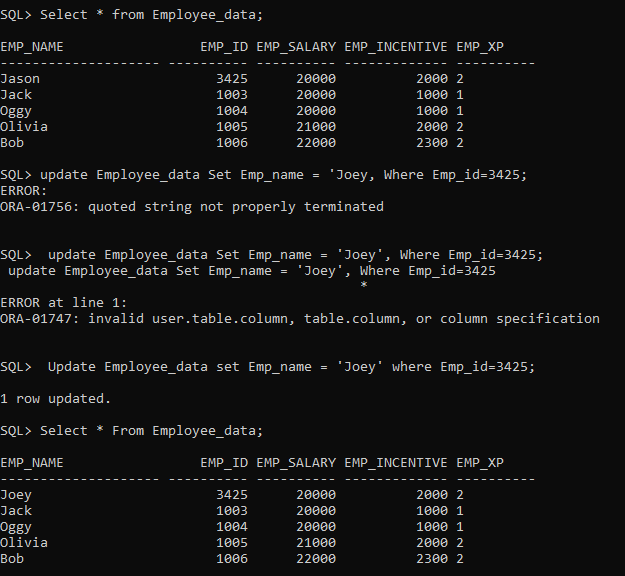 SQL> Select * from Employee_data;
EMP_NAME                 EMP_ID EMP_SALARY EMP_INCENTIVE EMP_XP
-------------------- ---------- ---------- ------------- ----------
Jason                      3425      20000          2000 2
Jack                       1003      20000          1000 1
Oggy                       1004      20000          1000 1
Olivia                     1005      21000          2000 2
Bob                        1006      22000          2300 2
SQL> update Employee_data Set Emp_name = 'Joey, Where Emp_id=3425;
ERROR:
ORA-01756: quoted string not properly terminated
SQL>  update Employee_data Set Emp_name = 'Joey', Where Emp_id=3425;
 update Employee_data Set Emp_name = 'Joey', Where Emp_id=3425
                                             *
ERROR at line 1:
ORA-01747: invalid user.table.column, table.column, or column specification
SQL>  Update Employee_data set Emp_name = 'Joey' where Emp_id=3425;
1 row updated.
SQL> Select * From Employee_data;
EMP_NAME                 EMP_ID EMP_SALARY EMP_INCENTIVE EMP_XP
-------------------- ---------- ---------- ------------- ----------
Joey                       3425      20000          2000 2
Jack                       1003      20000          1000 1
Oggy                       1004      20000          1000 1
Olivia                     1005      21000          2000 2
Bob                        1006      22000          2300 2